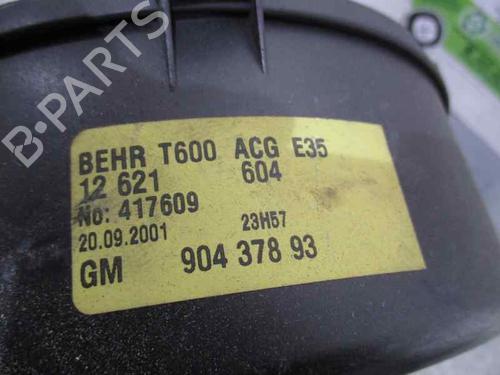 BEHR T600 ACG E35
12 621 604
No: 417609
20.09.2001 23H57
GM 904 378 93
B-PARTS